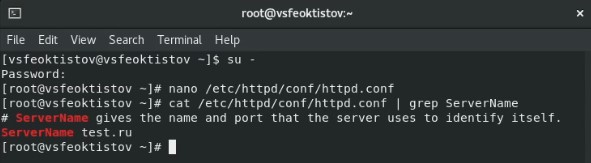 root@vsfeoktistov:~
File Edit View Search Terminal Help
[vsfeoktistov@vsfeoktistov ~]$ su -
Password:
[root@vsfeoktistov ~]# nano /etc/httpd/conf/httpd.conf
[root@vsfeoktistov ~]# cat /etc/httpd/conf/httpd.conf | grep ServerName
# ServerName gives the name and port that the server uses to identify itself.
ServerName test.ru
[root@vsfeoktistov ~]#